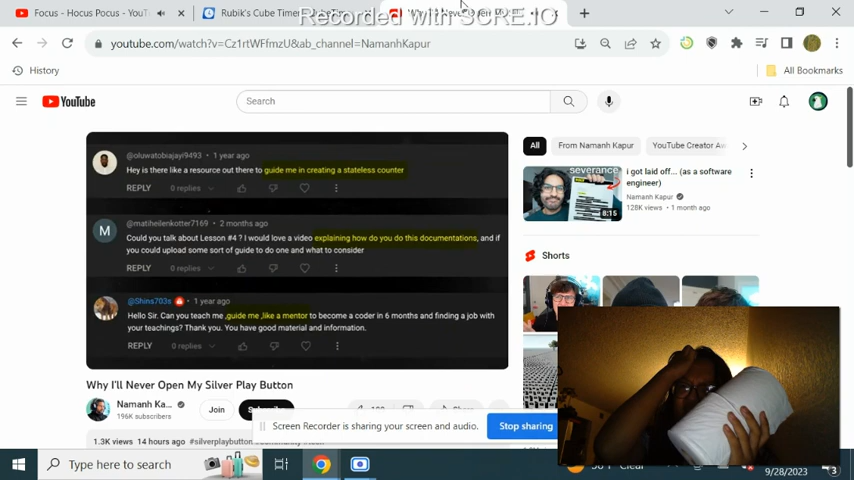 Focus - Hocus Pocus - YouT
Rubik's Cube Time
Recorded with SCRE.IO
youtube.com/watch?v=Cz1rtWFfmzU&ab_channel=NamanhKapur
History
All Bookmarks
YouTube
Search
@oluwatobiajayi9493 • 1 year ago
Hey is there like a resource out there to guide me in creating a stateless counter
REPLY 0 replies
@matiheilenkotter7169 • 2 months ago
M
Could you talk about Lesson #4 ? I would love a video explaining how do you do this documentations, and if
you could upload some sort of guide to do one and what to consider
REPLY 0 replies
@Shins703s 1 year ago
Hello Sir. Can you teach me ,guide me ,like a mentor to become a coder in 6 months and finding a job with
your teachings? Thank you. You have good material and information.
REPLY 0 replies
Why I'll Never Open My Silver Play Button
Namanh Ka...
196K subscribers
Join
1.3K views 14 hours ago #silverplaybutton
All
From Namanh Kapur
YouTube Creator Aw
severance
8:15
i got laid off... (as a software
engineer)
Namanh Kapur
128K views • 1 month ago
Shorts
Screen Recorder is sharing your screen and audio.
Stop sharing
Type here to search
Clear
9/28/2023
3